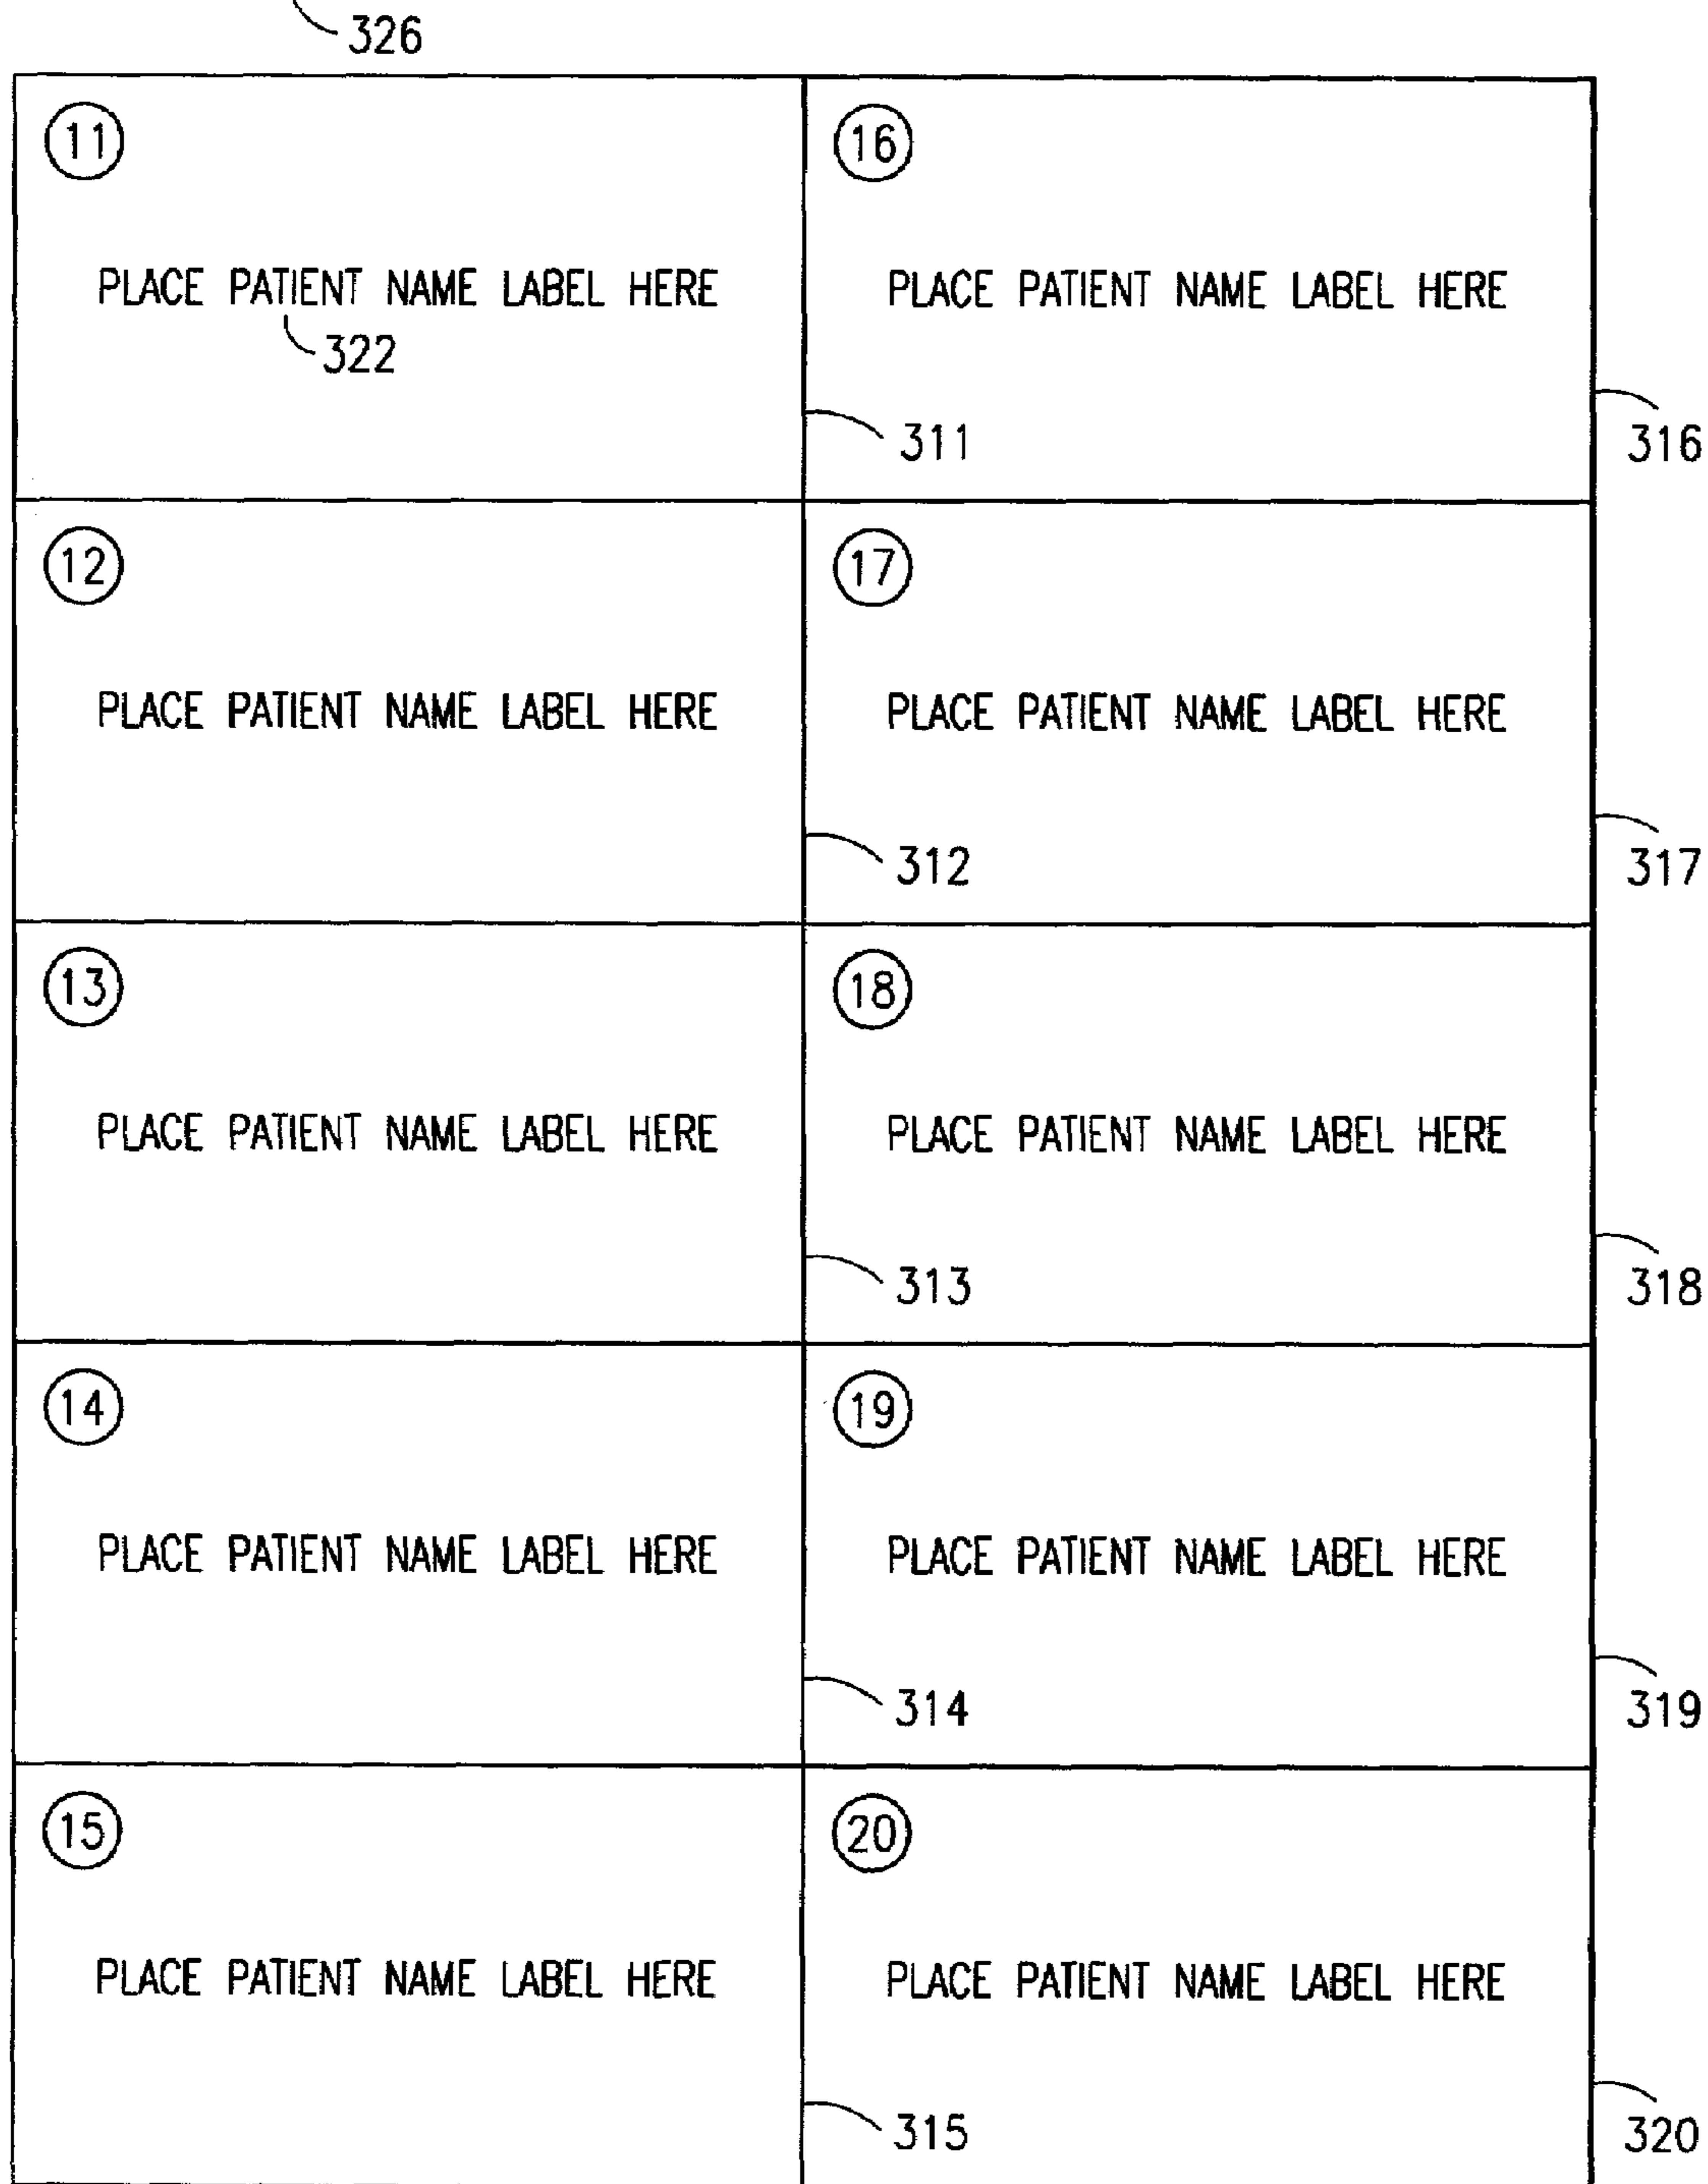 326
11 16
PLACE PATIENT NAME LABEL HERE PLACE PATIENT NAME LABEL HERE
322
311 316
12 17
PLACE PATIENT NAME LABEL HERE PLACE PATIENT NAME LABEL HERE
312 317
13 18
PLACE PATIENT NAME LABEL HERE PLACE PATIENT NAME LABEL HERE
313 318
14 19
PLACE PATIENT NAME LABEL HERE PLACE PATIENT NAME LABEL HERE
314 319
15 20
PLACE PATIENT NAME LABEL HERE PLACE PATIENT NAME LABEL HERE
315 320